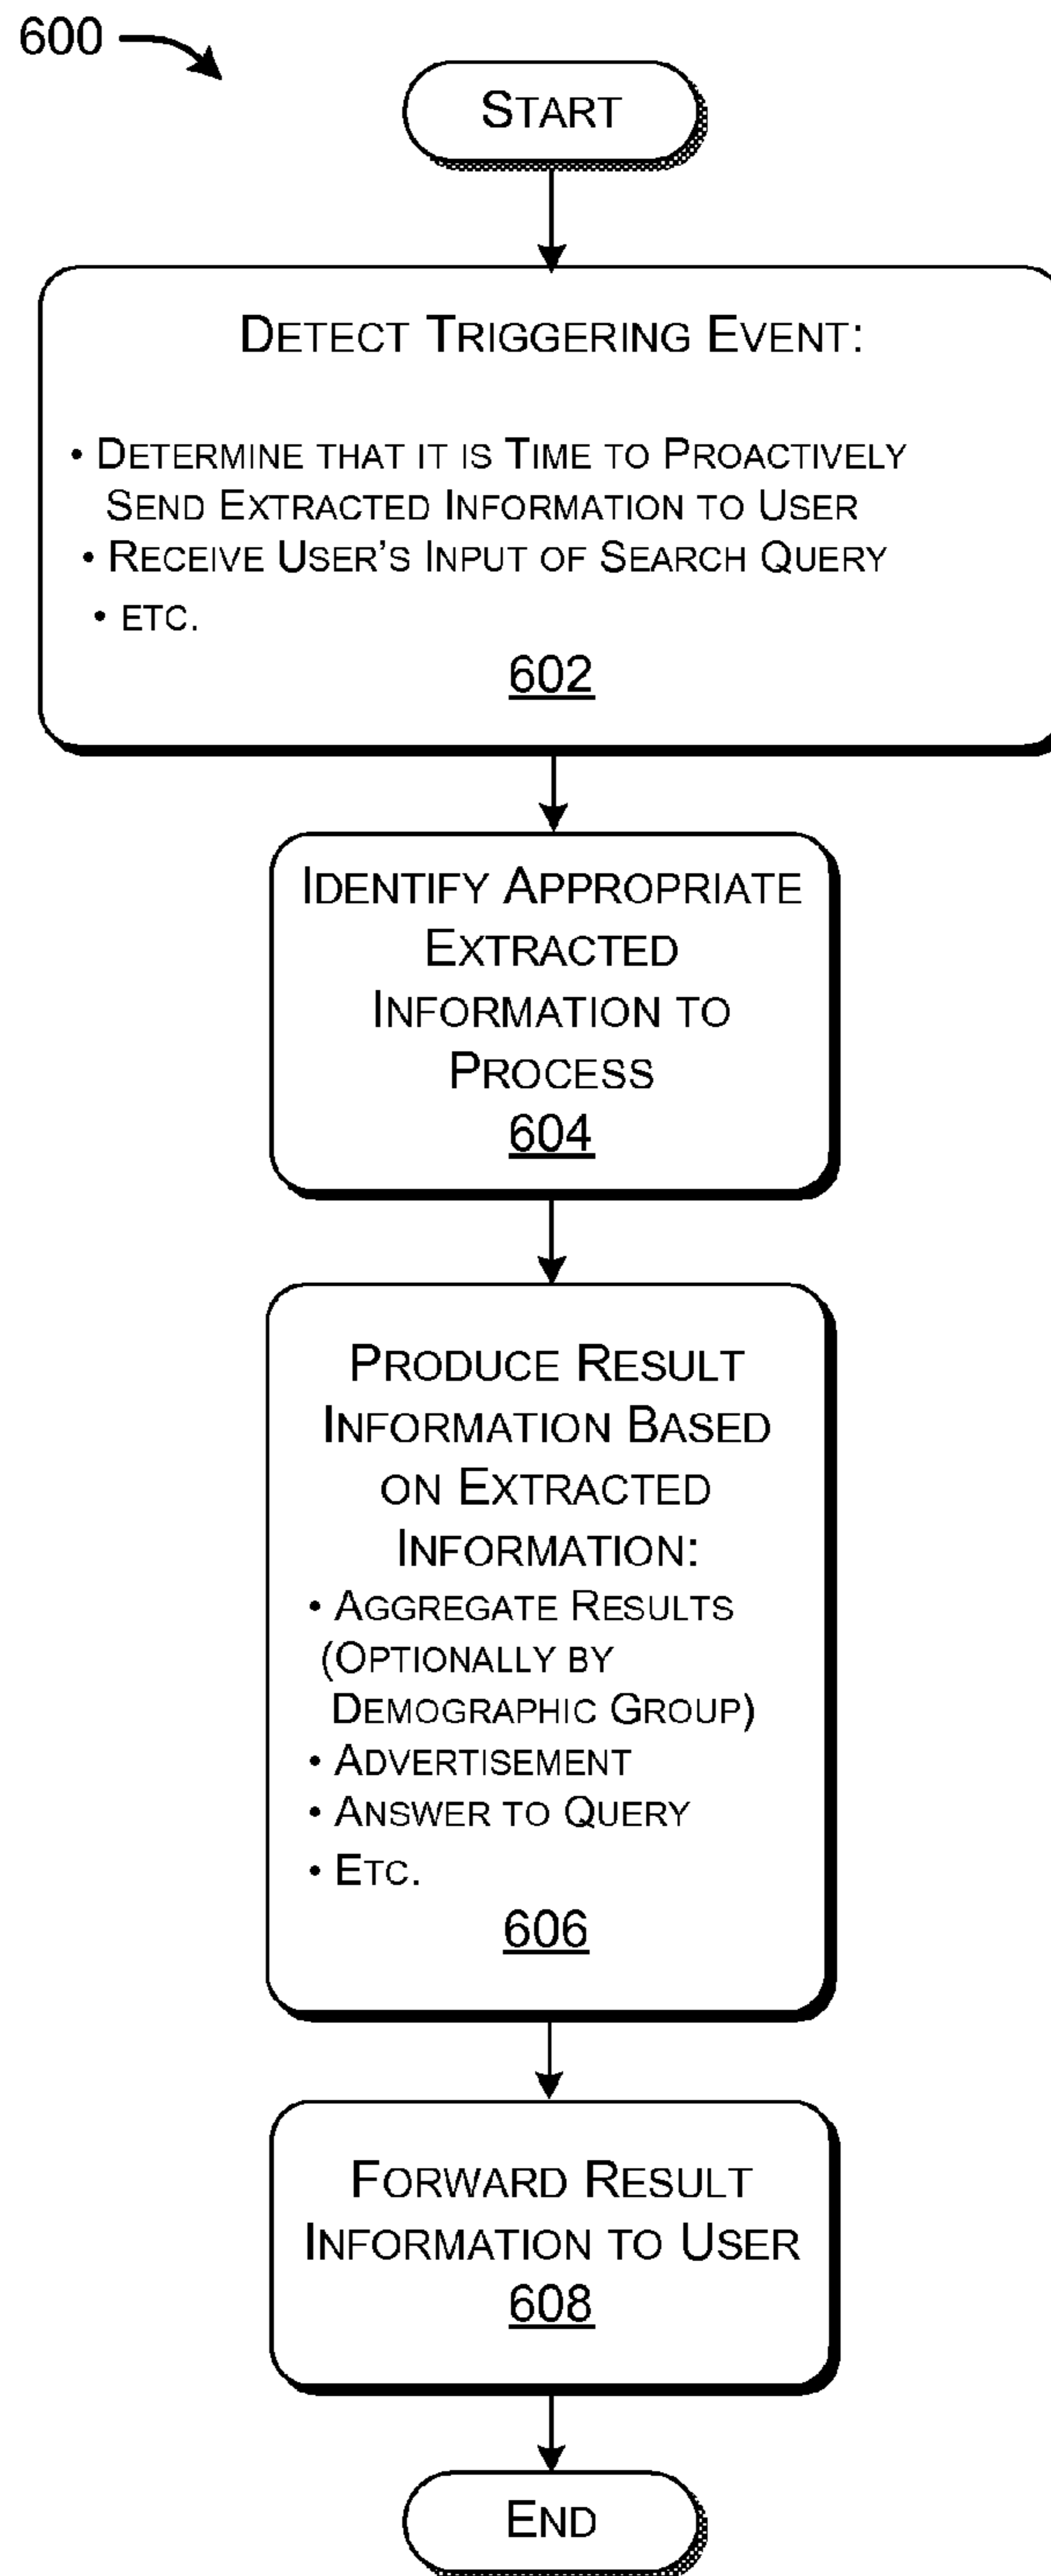 600
START
DETECT TRIGGERING EVENT:
• DETERMINE THAT IT IS TIME TO PROACTIVELY
SEND EXTRACTED INFORMATION TO USER
• RECEIVE USER’S INPUT OF SEARCH QUERY
• ETC.
602
IDENTIFY APPROPRIATE
EXTRACTED
INFORMATION TO
PROCESS
604
PRODUCE RESULT
INFORMATION BASED
ON EXTRACTED
INFORMATION:
• AGGREGATE RESULTS
(OPTIONALLY BY
DEMOGRAPHIC GROUP)
• ADVERTISEMENT
• ANSWER TO QUERY
• ETC.
606
FORWARD RESULT
INFORMATION TO USER
608
END